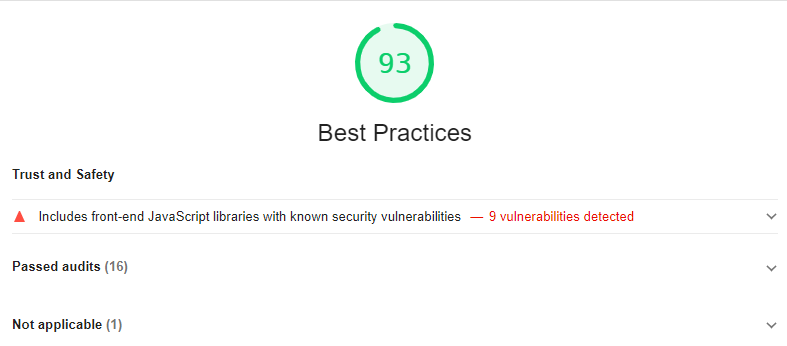 93
Best Practices
Trust and Safety
Includes front-end JavaScript libraries with known security vulnerabilities — 9 vulnerabilities detected
Passed audits (16)
Not applicable (1)